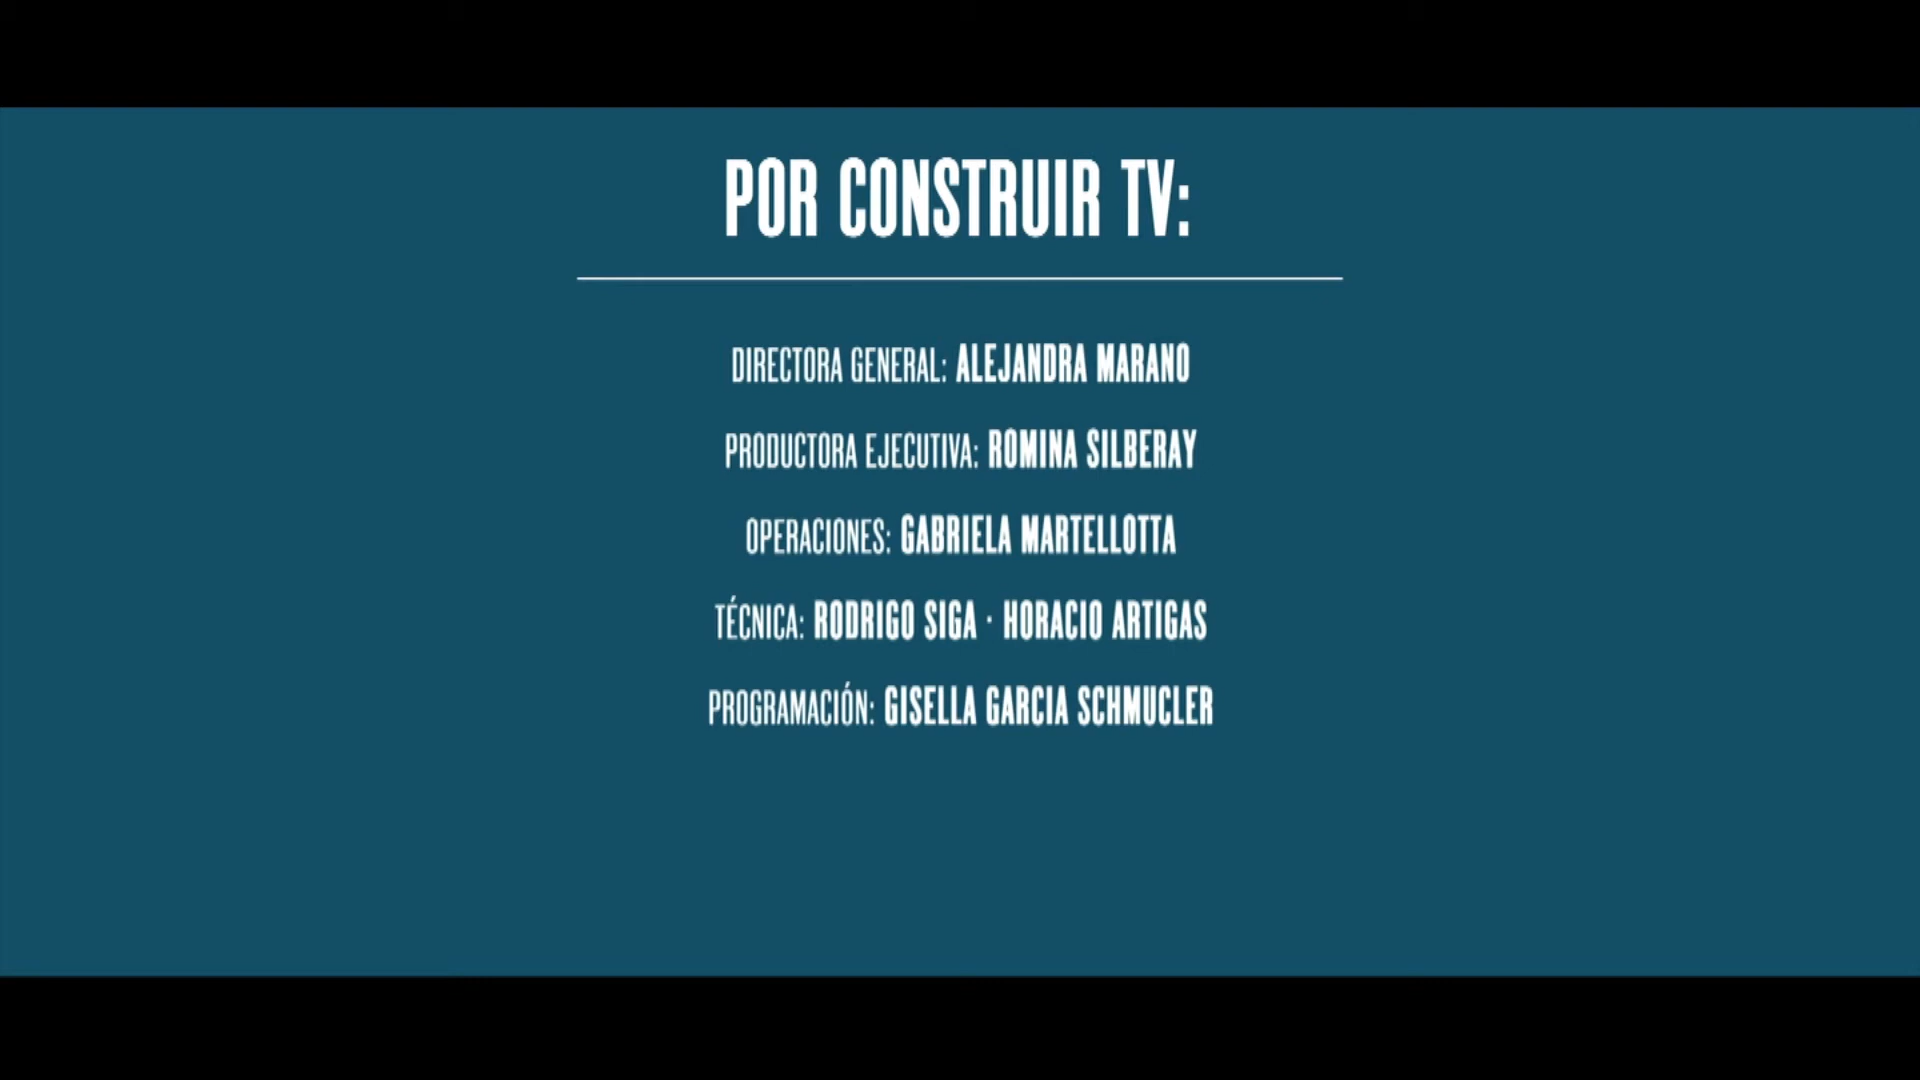 POR CONSTRUIR TV:
DIRECTORA GENERAL: ALEJANDRA MARANO
PRODUCTORA EJECUTIVA: ROMINA SILBERAY
OPERACIONES: GABRIELA MARTELLOTTA
TÉCNICA: RODRIGO SIGA · HORACIO ARTIGAS
PROGRAMACIÓN: GISELLA GARCIA SCHMUCLER